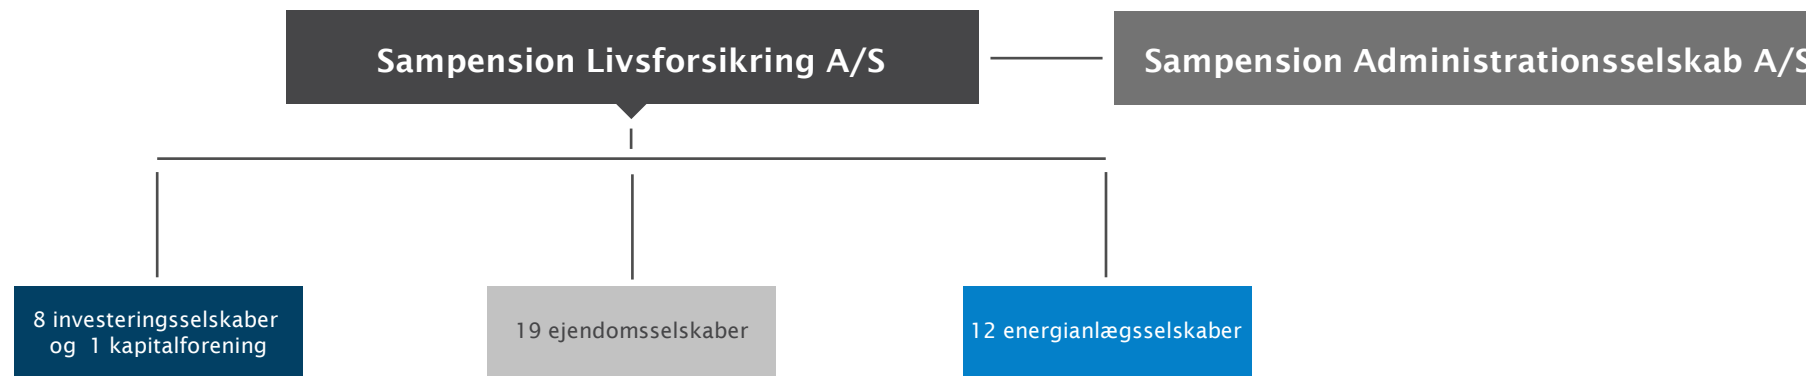 Sampension Livsforsikring A/S
Sampension Administrationsselskab A/S
8 investeringsselskaber
og 1 kapitalforening
19 ejendomsselskaber
12 energianlægsselskaber